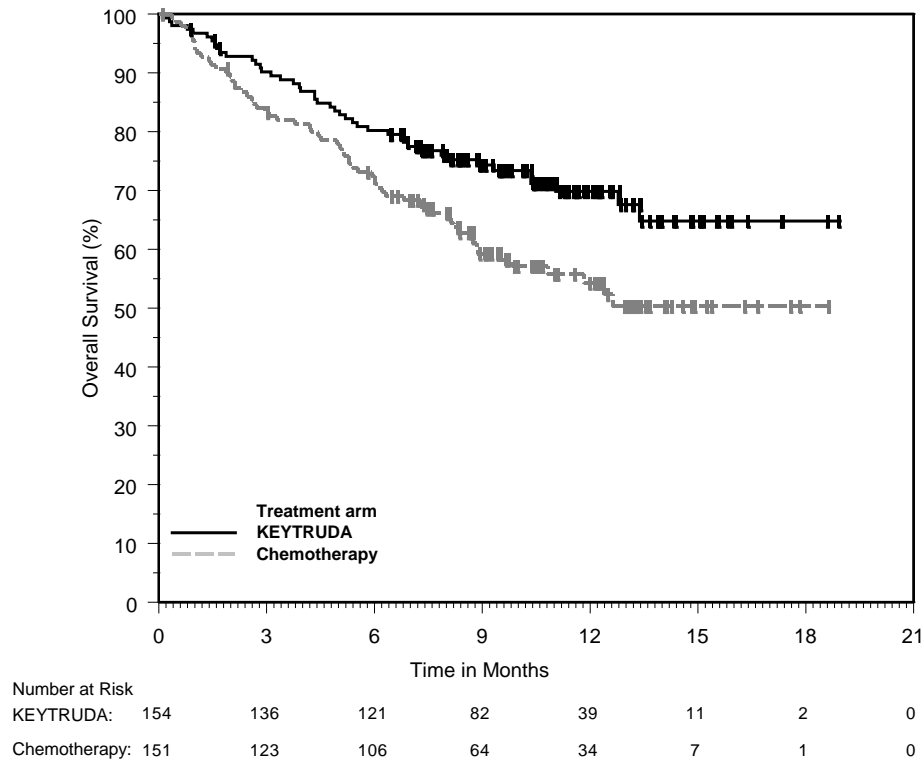 100
90
80
70
60
50
40
30
20
10
0
Overall Survival (%)
Treatment arm
KEYTRUDA
Chemotherapy
0 3 6 9 12 15 18 21
Time in Months
Number at Risk
KEYTRUDA: 154 136 121 82 39 11 2 0
Chemotherapy: 151 123 106 64 34 7 1 0